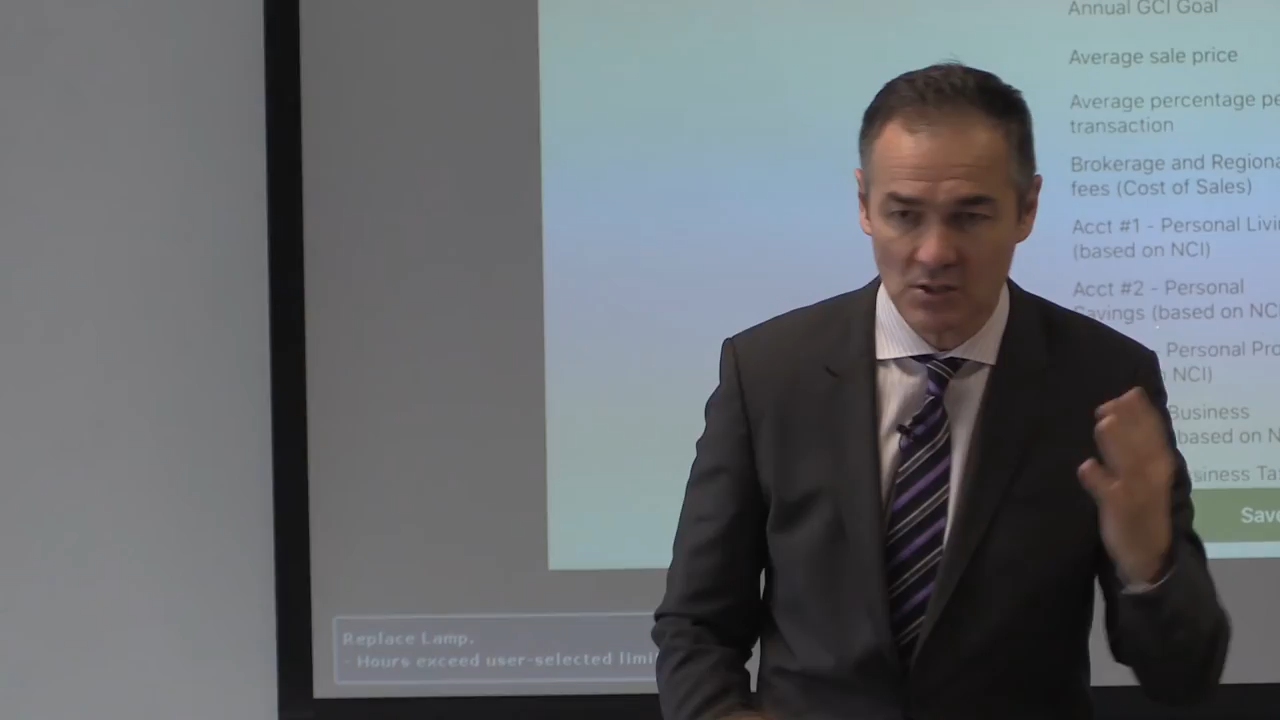 Annual GCI Goal
Average sale price
Average percentage pe
transaction
Brokerage and Regiona
fees (Cost of Sales)
Acct #1 - Personal Livi
(based on NCI)
Acct #2 - Personal
Savings (based on NC
Personal Pro
NCI)
Business
based on N
siness Ta
Save
Replace Lamp.
- Hours exceed user-selected limi